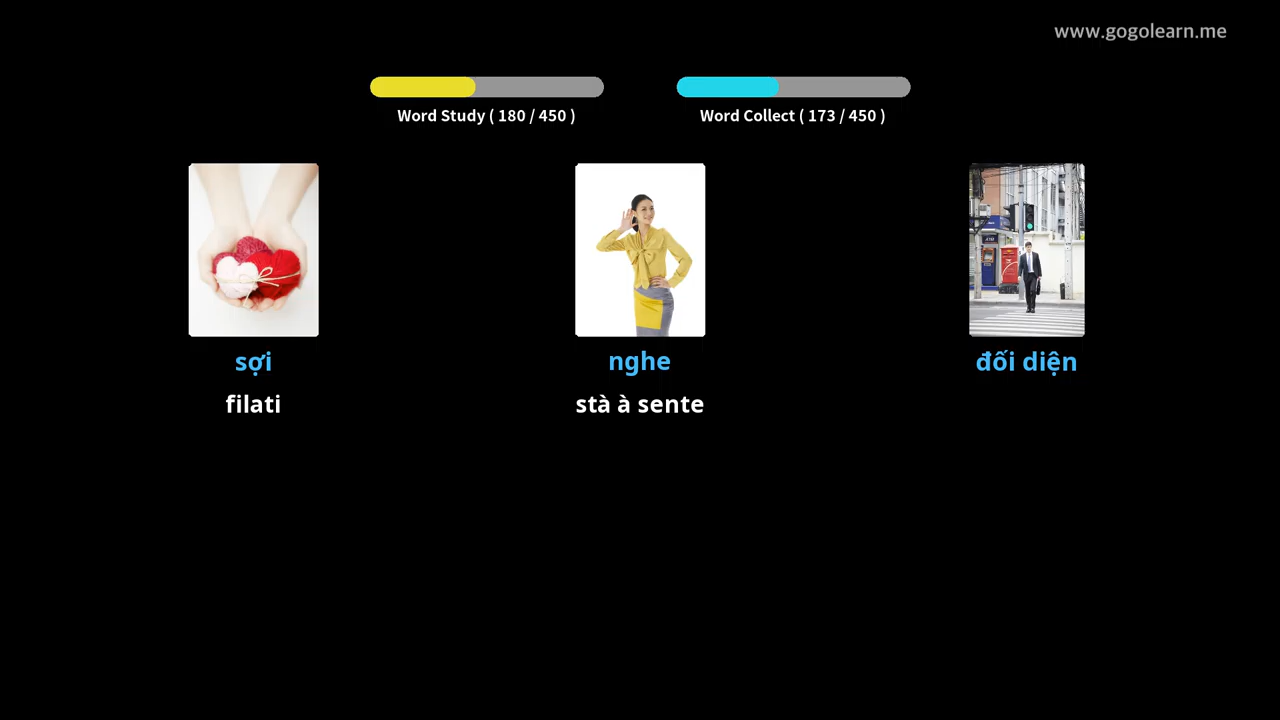 www.gogolearn.me
Word Study ( 180 / 450 )
Word Collect ( 173 / 450 )
sợi
nghe
đối diện
filati
stà à sente